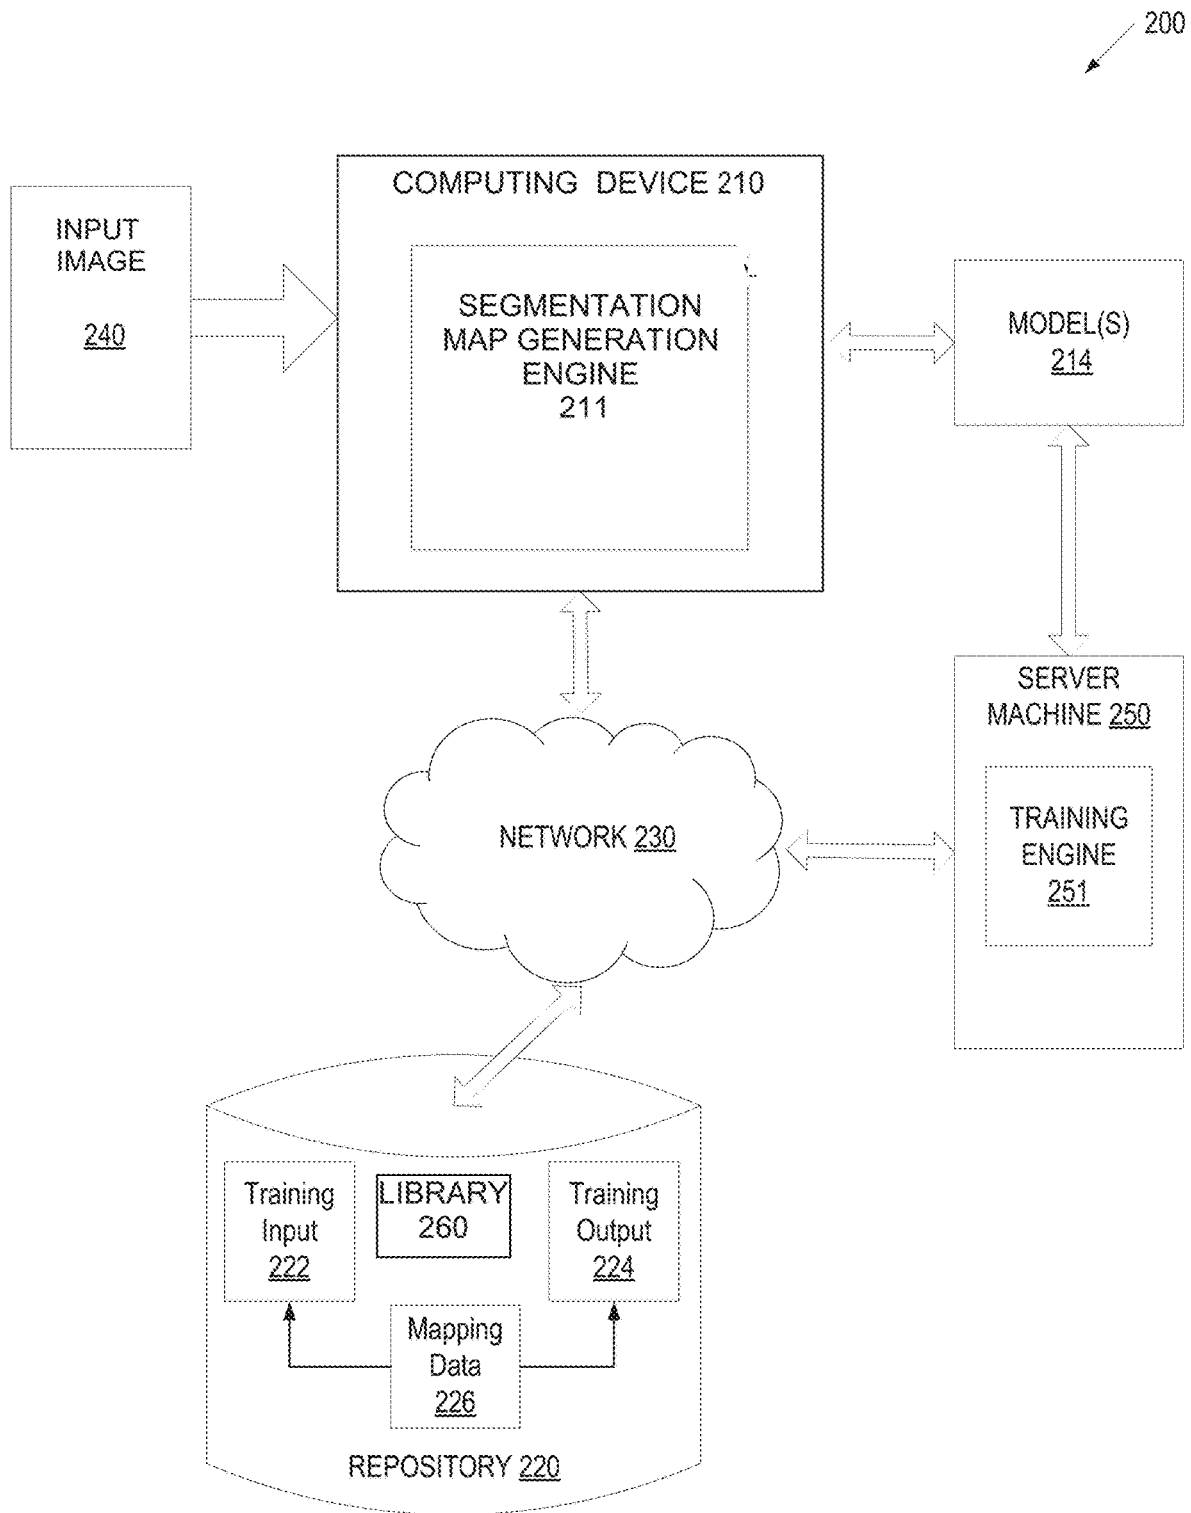 200
COMPUTING DEVICE 210
INPUT
IMAGE
240
SEGMENTATION
MAP GENERATION
ENGINE
211
MODEL(S)
214
SERVER
MACHINE 250
TRAINING
ENGINE
251
NETWORK 230
Training
Input
222
LIBRARY
260
Training
Output
224
Mapping
Data
226
REPOSITORY 220